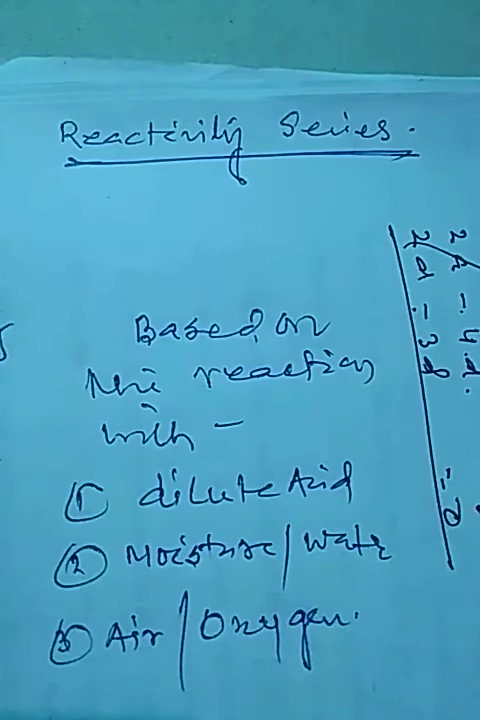 Reactivity Series.
Based on
the reaction
with -
① dilute Acid
② Moisture/Water
③ Air/Oxygen.